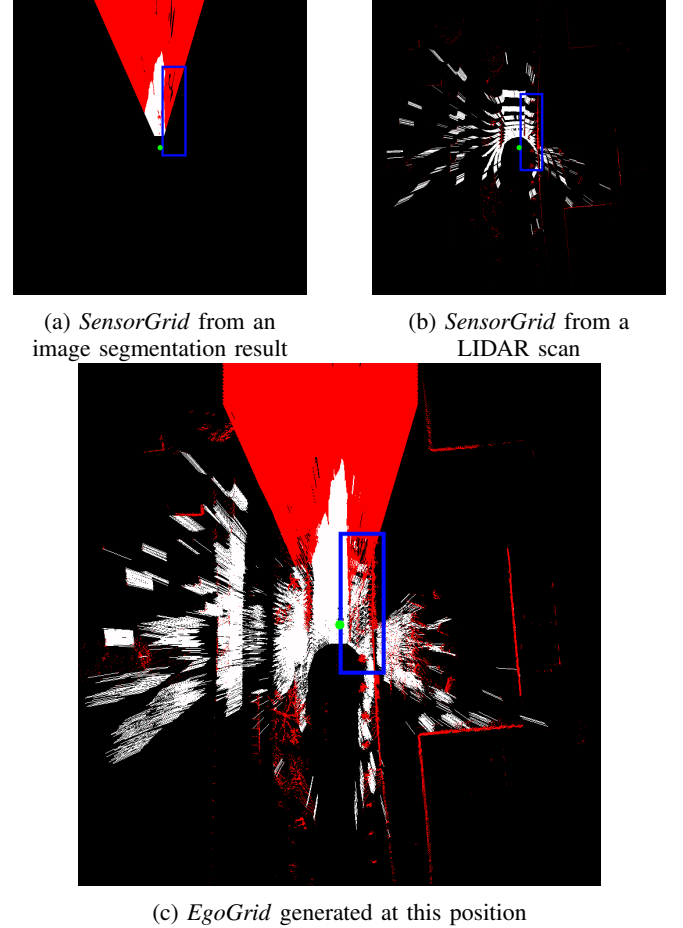 (a) SensorGrid from an
image segmentation result
(b) SensorGrid from a
LIDAR scan
(c) EgoGrid generated at this position